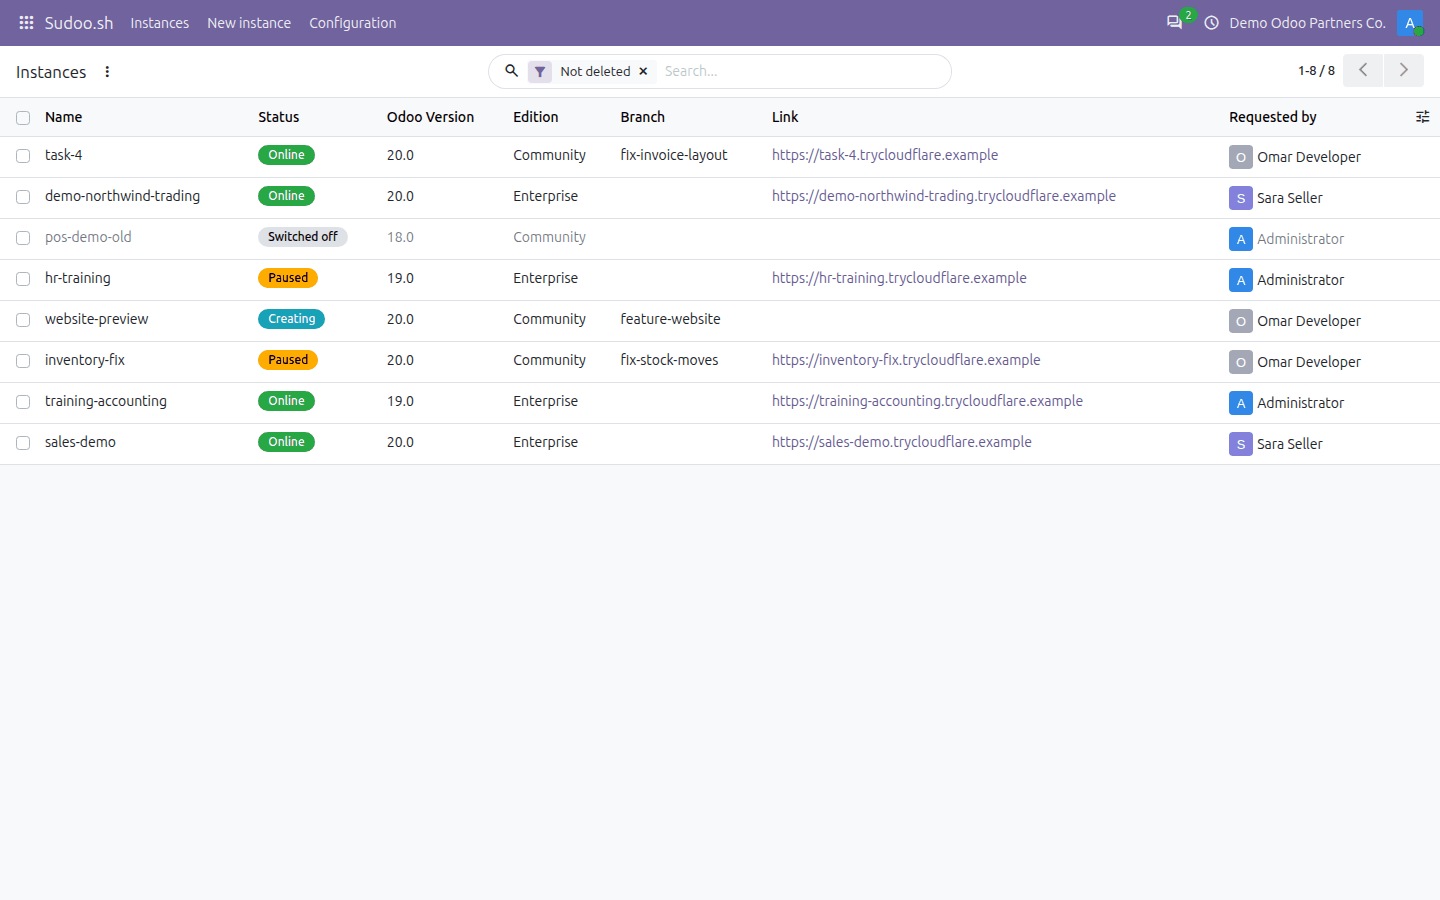 Sudoo.sh Instances New instance Configuration 2 Demo Odoo Partners Co. A
Instances Not deleted Search... 1-8 / 8
Name Status Odoo Version Edition Branch Link Requested by
task-4 Online 20.0 Community fix-invoice-layout https://task-4.trycloudflare.example O Omar Developer
demo-northwind-trading Online 20.0 Enterprise https://demo-northwind-trading.trycloudflare.example S Sara Seller
pos-demo-old Switched off 18.0 Community A Administrator
hr-training Paused 19.0 Enterprise https://hr-training.trycloudflare.example A Administrator
website-preview Creating 20.0 Community feature-website O Omar Developer
inventory-fix Paused 20.0 Community fix-stock-moves https://inventory-fix.trycloudflare.example O Omar Developer
training-accounting Online 19.0 Enterprise https://training-accounting.trycloudflare.example A Administrator
sales-demo Online 20.0 Enterprise https://sales-demo.trycloudflare.example S Sara Seller